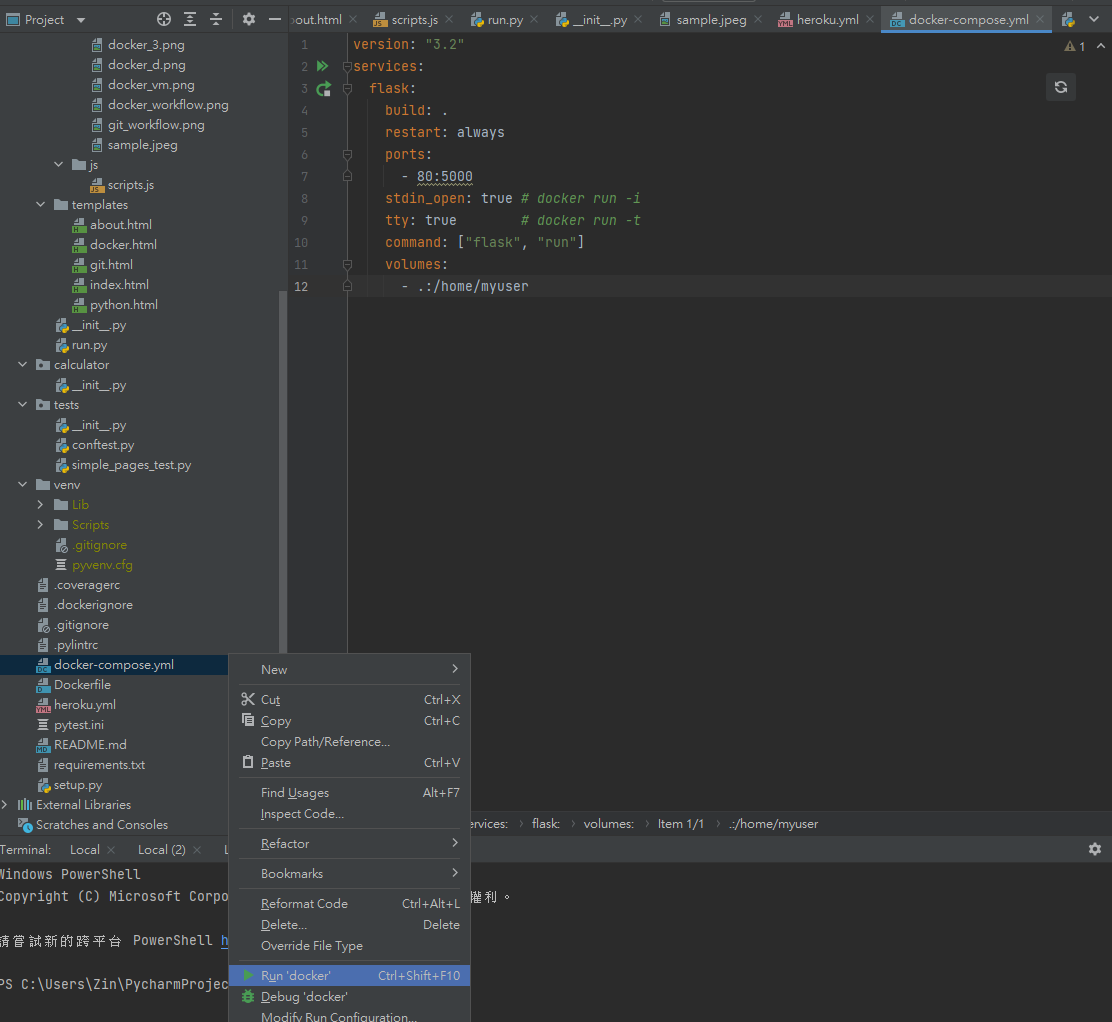 Project
out.html
scripts.js
run.py
__init__.py
sample.jpeg
heroku.yml
docker-compose.yml
docker_3.png
docker_d.png
docker_vm.png
docker_workflow.png
git_workflow.png
sample.jpeg
js
scripts.js
templates
about.html
docker.html
git.html
index.html
python.html
__init__.py
run.py
calculator
__init__.py
tests
__init__.py
conftest.py
simple_pages_test.py
venv
Lib
Scripts
.gitignore
pyvenv.cfg
.coveragerc
.dockerignore
.gitignore
.pylintrc
docker-compose.yml
Dockerfile
heroku.yml
pytest.ini
README.md
requirements.txt
setup.py
External Libraries
Scratches and Consoles
1 version: "3.2"
2 services:
3 flask:
4 build: .
5 restart: always
6 ports:
7 - 80:5000
8 stdin_open: true # docker run -i
9 tty: true # docker run -t
10 command: ["flask", "run"]
11 volumes:
12 - .:/home/myuser
1
New
Cut Ctrl+X
Copy Ctrl+C
Copy Path/Reference...
Paste Ctrl+V
Find Usages Alt+F7
Inspect Code...
Refactor
Bookmarks
Reformat Code Ctrl+Alt+L
Delete... Delete
Override File Type
Run 'docker' Ctrl+Shift+F10
Debug 'docker'
Modify Run Configuration...
ervices: flask: volumes: Item 1/1 .:/home/myuser
Terminal: Local Local (2)
Windows PowerShell
Copyright (C) Microsoft Corpo 權利。
請嘗試新的跨平台 PowerShell h
PS C:\Users\Zin\PycharmProjec